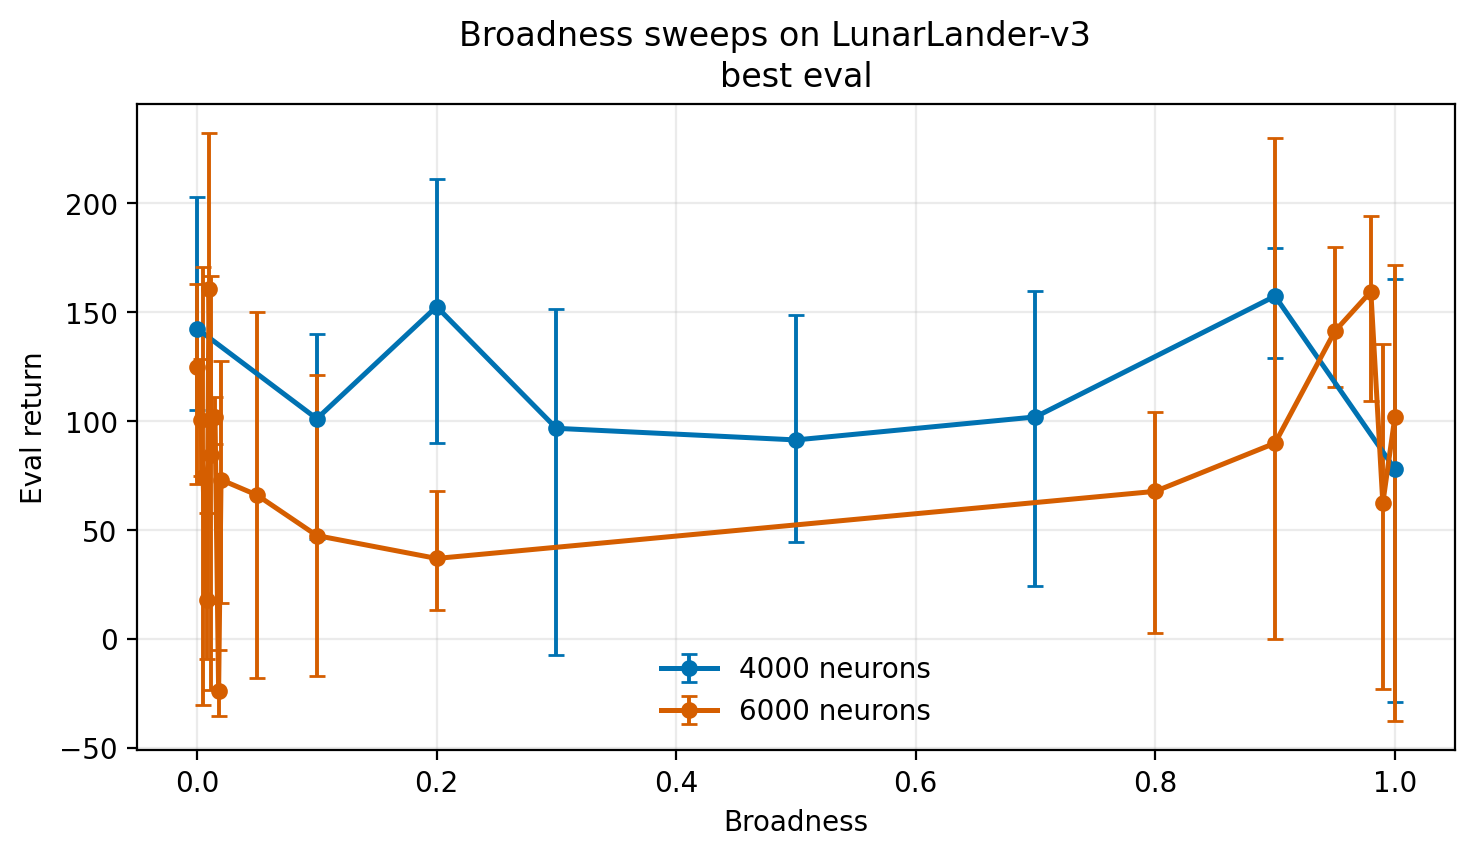 Broadness sweeps on LunarLander-v3
best eval
Eval return
200
150
100
50
0
−50
4000 neurons
6000 neurons
0.0 0.2 0.4 0.6 0.8 1.0
Broadness